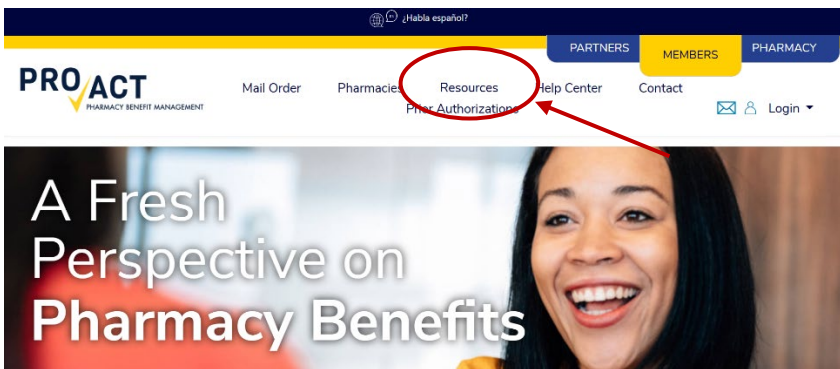 ¿Habla español?
PARTNERS MEMBERS PHARMACY
PRO ACT
PHARMACY BENEFIT MANAGEMENT
Mail Order Pharmacies Resources Help Center Contact
Prior Authorizations
Login
A Fresh
Perspective on
Pharmacy Benefits